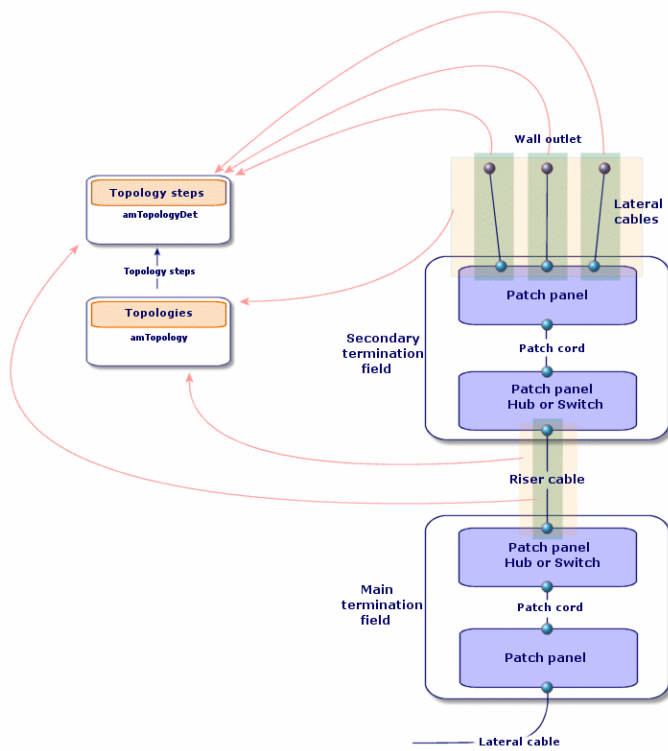 Wall outlet
Topology steps
amTopologyDet
Lateral
cables
Topology steps
Topologies
amTopology
Patch panel
Secondary
termination
field
Patch cord
Patch panel
Hub or Switch
Riser cable
Patch panel
Hub or Switch
Main
termination
field
Patch cord
Patch panel
Lateral cable